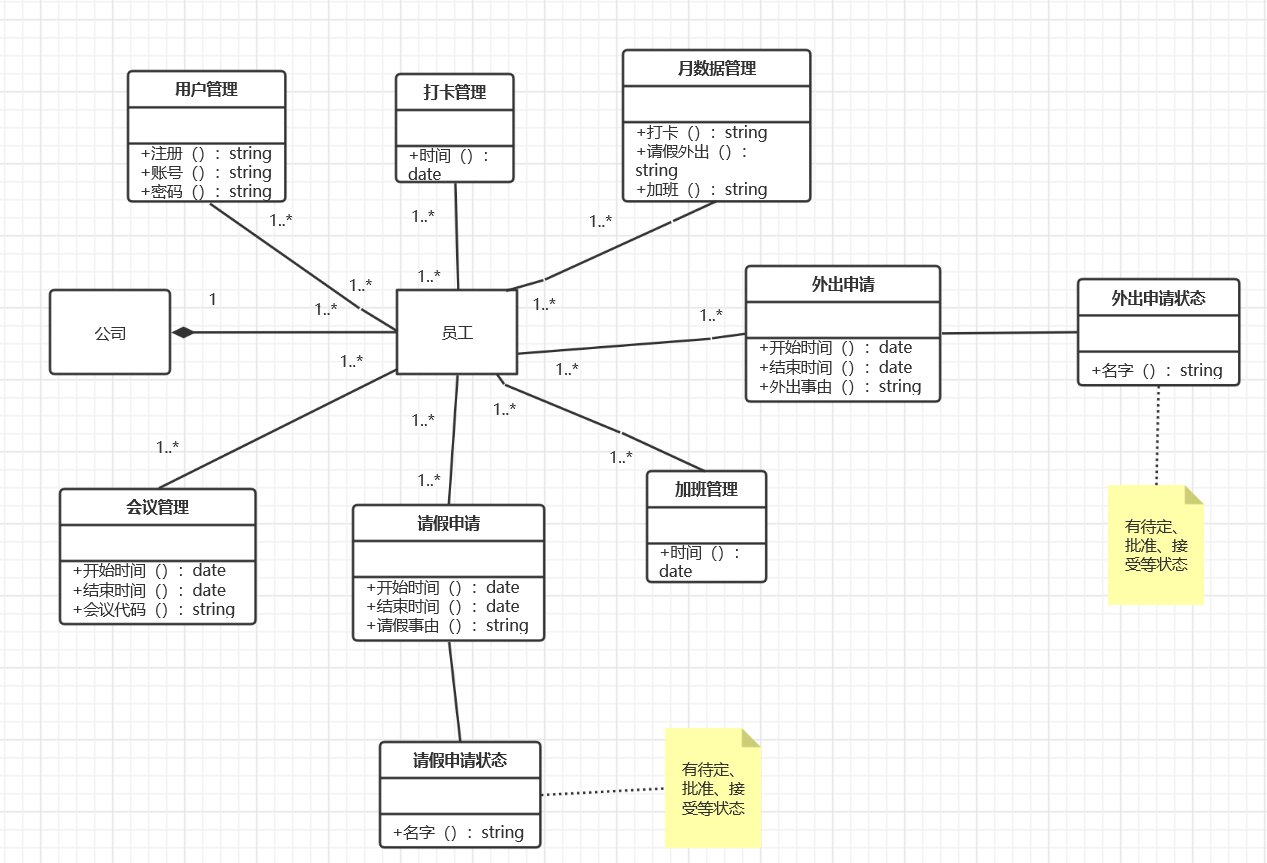 用户管理
+注册（）：string
+账号（）：string
+密码（）：string
打卡管理
+时间（）：
date
月数据管理
+打卡（）：string
+请假外出（）：
string
+加班（）：string
1..*
1..*
1..*
1..*
1..*
1..*
公司
1
1..*
员工
1..*
1..*
外出申请
+开始时间（）：date
+结束时间（）：date
+外出事由（）：string
外出申请状态
+名字（）：string
1..*
1..*
1..*
1..*
1..*
1..*
有待定、
批准、接
受等状态
会议管理
+开始时间（）：date
+结束时间（）：date
+会议代码（）：string
请假申请
+开始时间（）：date
+结束时间（）：date
+请假事由（）：string
加班管理
+时间（）：
date
请假申请状态
+名字（）：string
有待定、
批准、接
受等状态